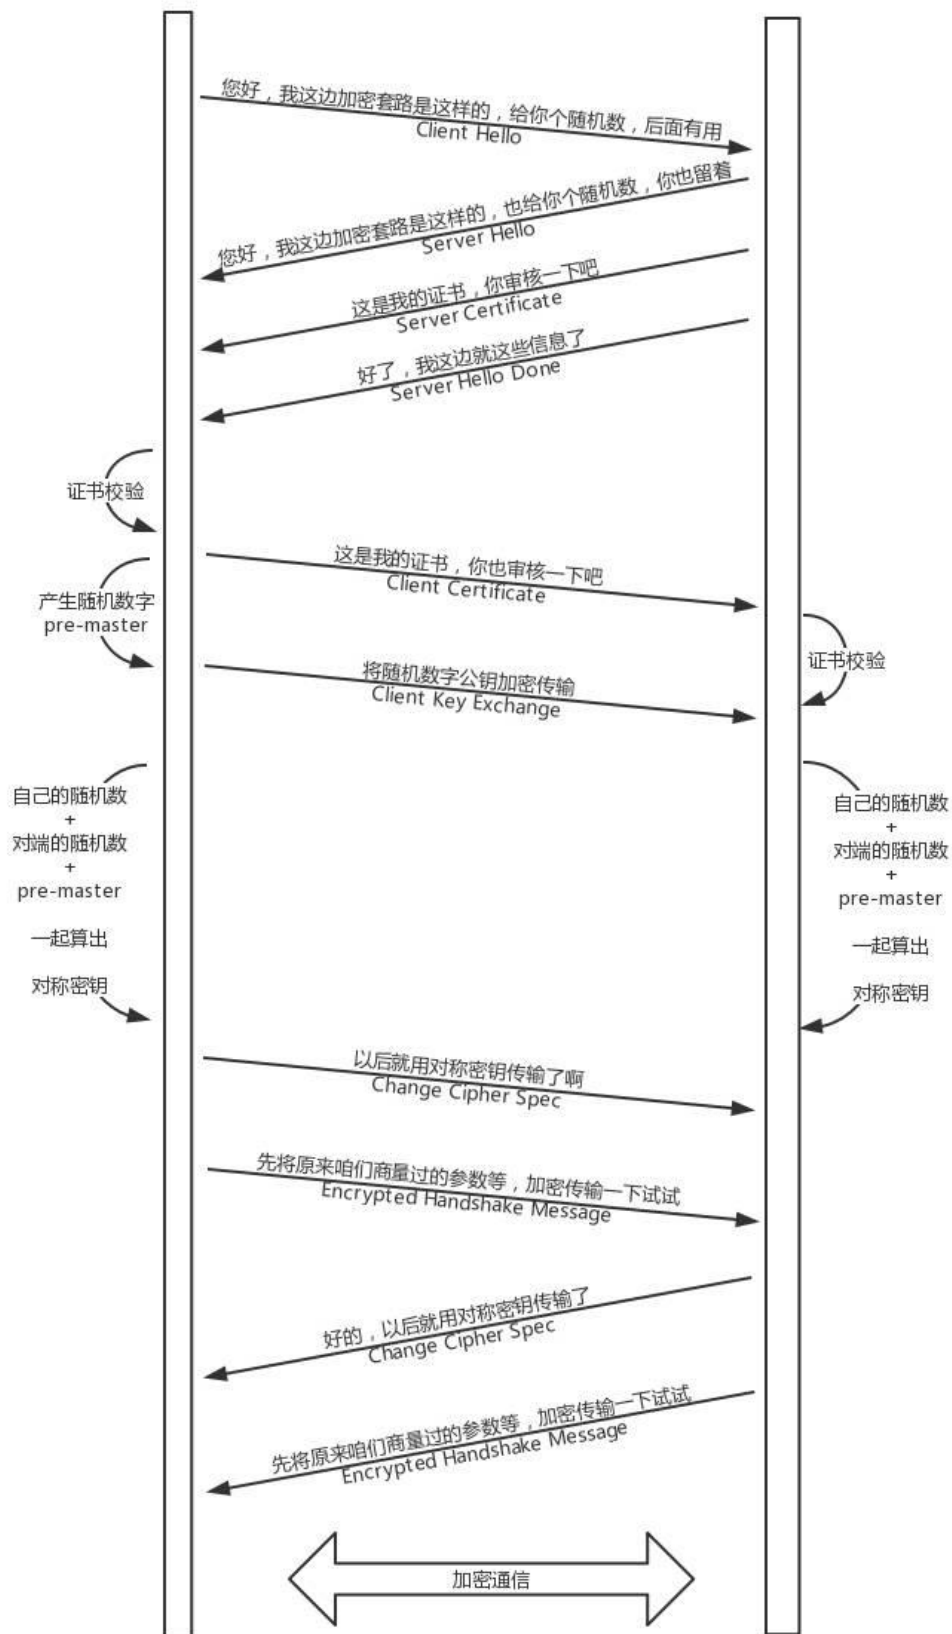 您好，我这边加密套路是这样的，给你个随机数，后面有用
Client Hello
您好，我这边加密套路是这样的，也给你个随机数，你也留着
Server Hello
这是我的证书，你审核一下吧
Server Certificate
好了，我这边就这些信息了
Server Hello Done
证书校验
这是我的证书，你也审核一下吧
Client Certificate
产生随机数字
pre-master
证书校验
将随机数字公钥加密传输
Client Key Exchange
自己的随机数
+
对端的随机数
+
pre-master
一起算出
对称密钥
自己的随机数
+
对端的随机数
+
pre-master
一起算出
对称密钥
以后就用对称密钥传输了啊
Change Cipher Spec
先将原来咱们商量过的参数等，加密传输一下试试
Encrypted Handshake Message
好的，以后就用对称密钥传输了
Change Cipher Spec
先将原来咱们商量过的参数等，加密传输一下试试
Encrypted Handshake Message
加密通信